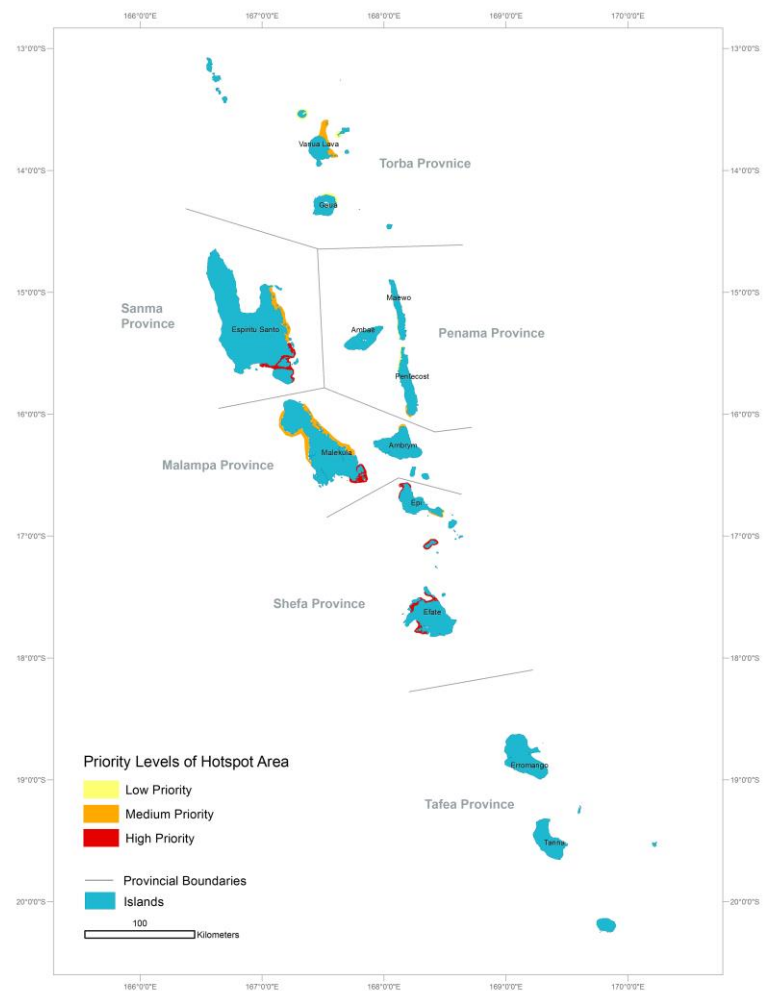 166°0'0"E 167°0'0"E 168°0'0"E 169°0'0"E 170°0'0"E
13°0'0"S 13°0'0"S
Vanua Lava
Torba Provnice
14°0'0"S 14°0'0"S
Gaua
15°0'0"S 15°0'0"S
Maewo
Sanma
Province
Espiritu Santo
Ambae
Penama Province
Pentecost
16°0'0"S 16°0'0"S
Ambrym
Malekula
Malampa Province
Epi
17°0'0"S 17°0'0"S
Shefa Province
Efate
18°0'0"S 18°0'0"S
Priority Levels of Hotspot Area
Low Priority
Medium Priority
High Priority
Provincial Boundaries
Islands
100
Kilometers
Erromango
19°0'0"S 19°0'0"S
Tafea Province
Tanna
20°0'0"S 20°0'0"S
166°0'0"E 167°0'0"E 168°0'0"E 169°0'0"E 170°0'0"E